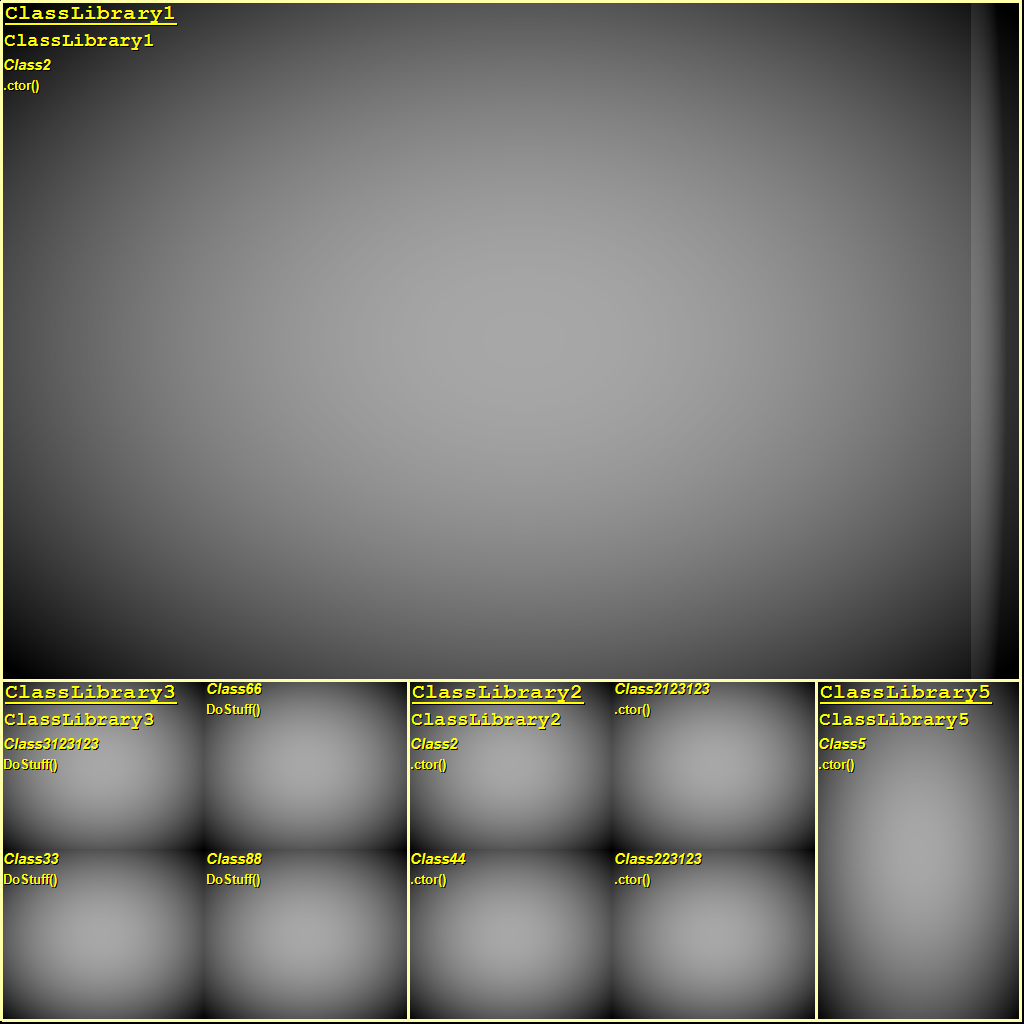 ClassLibrary1
ClassLibrary1
Class2
.ctor()
ClassLibrary3
ClassLibrary3
Class3123123
DoStuff()
Class66
DoStuff()
Class33
DoStuff()
Class88
DoStuff()
ClassLibrary2
ClassLibrary2
Class2
.ctor()
Class2123123
.ctor()
Class44
.ctor()
Class223123
.ctor()
ClassLibrary5
ClassLibrary5
Class5
.ctor()